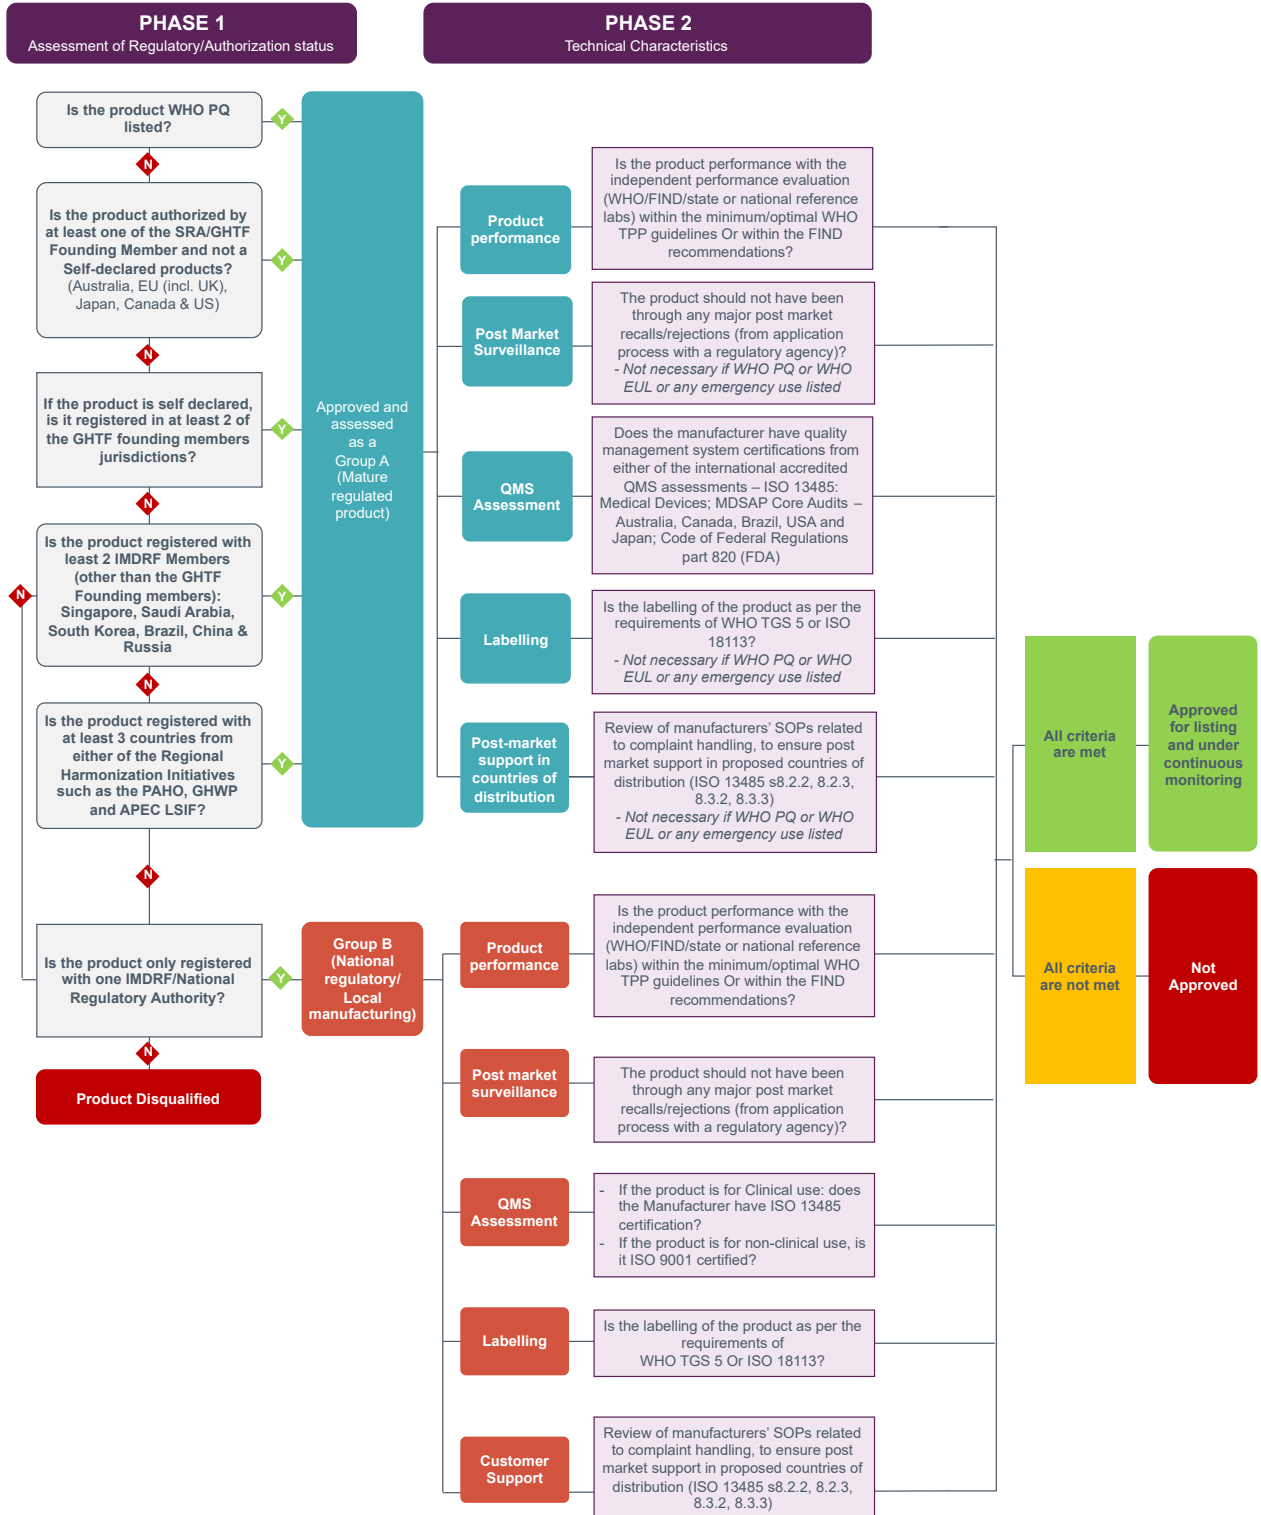 PHASE 1
Assessment of Regulatory/Authorization status
PHASE 2
Technical Characteristics
Is the product WHO PQ
listed?
Y
N
Is the product authorized by
at least one of the SRA/GHTF
Founding Member and not a
Self-declared products?
(Australia, EU (incl. UK),
Japan, Canada & US)
Y
N
If the product is self declared,
is it registered in at least 2 of
the GHTF founding members
jurisdictions?
Y
N
Is the product registered with
least 2 IMDRF Members
(other than the GHTF
Founding members):
Singapore, Saudi Arabia,
South Korea, Brazil, China &
Russia
N
Y
N
Is the product registered with
at least 3 countries from
either of the Regional
Harmonization Initiatives
such as the PAHO, GHWP
and APEC LSIF?
Y
N
Is the product only registered
with one IMDRF/National
Regulatory Authority?
Y
N
Product Disqualified
Approved and
assessed
as a
Group A
(Mature
regulated
product)
Product
performance
Is the product performance with the
independent performance evaluation
(WHO/FIND/state or national reference
labs) within the minimum/optimal WHO
TPP guidelines Or within the FIND
recommendations?
Post Market
Surveillance
The product should not have been
through any major post market
recalls/rejections (from application
process with a regulatory agency)?
- Not necessary if WHO PQ or WHO
EUL or any emergency use listed
QMS
Assessment
Does the manufacturer have quality
management system certifications from
either of the international accredited
QMS assessments – ISO 13485:
Medical Devices; MDSAP Core Audits –
Australia, Canada, Brazil, USA and
Japan; Code of Federal Regulations
part 820 (FDA)
Labelling
Is the labelling of the product as per the
requirements of WHO TGS 5 or ISO
18113?
- Not necessary if WHO PQ or WHO
EUL or any emergency use listed
Post-market
support in
countries of
distribution
Review of manufacturers' SOPs related
to complaint handling, to ensure post
market support in proposed countries of
distribution (ISO 13485 s8.2.2, 8.2.3,
8.3.2, 8.3.3)
- Not necessary if WHO PQ or WHO
EUL or any emergency use listed
Group B
(National
regulatory/
Local
manufacturing)
Product
performance
Is the product performance with the
independent performance evaluation
(WHO/FIND/state or national reference
labs) within the minimum/optimal WHO
TPP guidelines Or within the FIND
recommendations?
Post market
surveillance
The product should not have been
through any major post market
recalls/rejections (from application
process with a regulatory agency)?
QMS
Assessment
- If the product is for Clinical use: does
the Manufacturer have ISO 13485
certification?
- If the product is for non-clinical use, is
it ISO 9001 certified?
Labelling
Is the labelling of the product as per the
requirements of
WHO TGS 5 Or ISO 18113?
Customer
Support
Review of manufacturers' SOPs related
to complaint handling, to ensure post
market support in proposed countries of
distribution (ISO 13485 s8.2.2, 8.2.3,
8.3.2, 8.3.3)
All criteria
are met
Approved
for listing
and under
continuous
monitoring
All criteria
are not met
Not
Approved